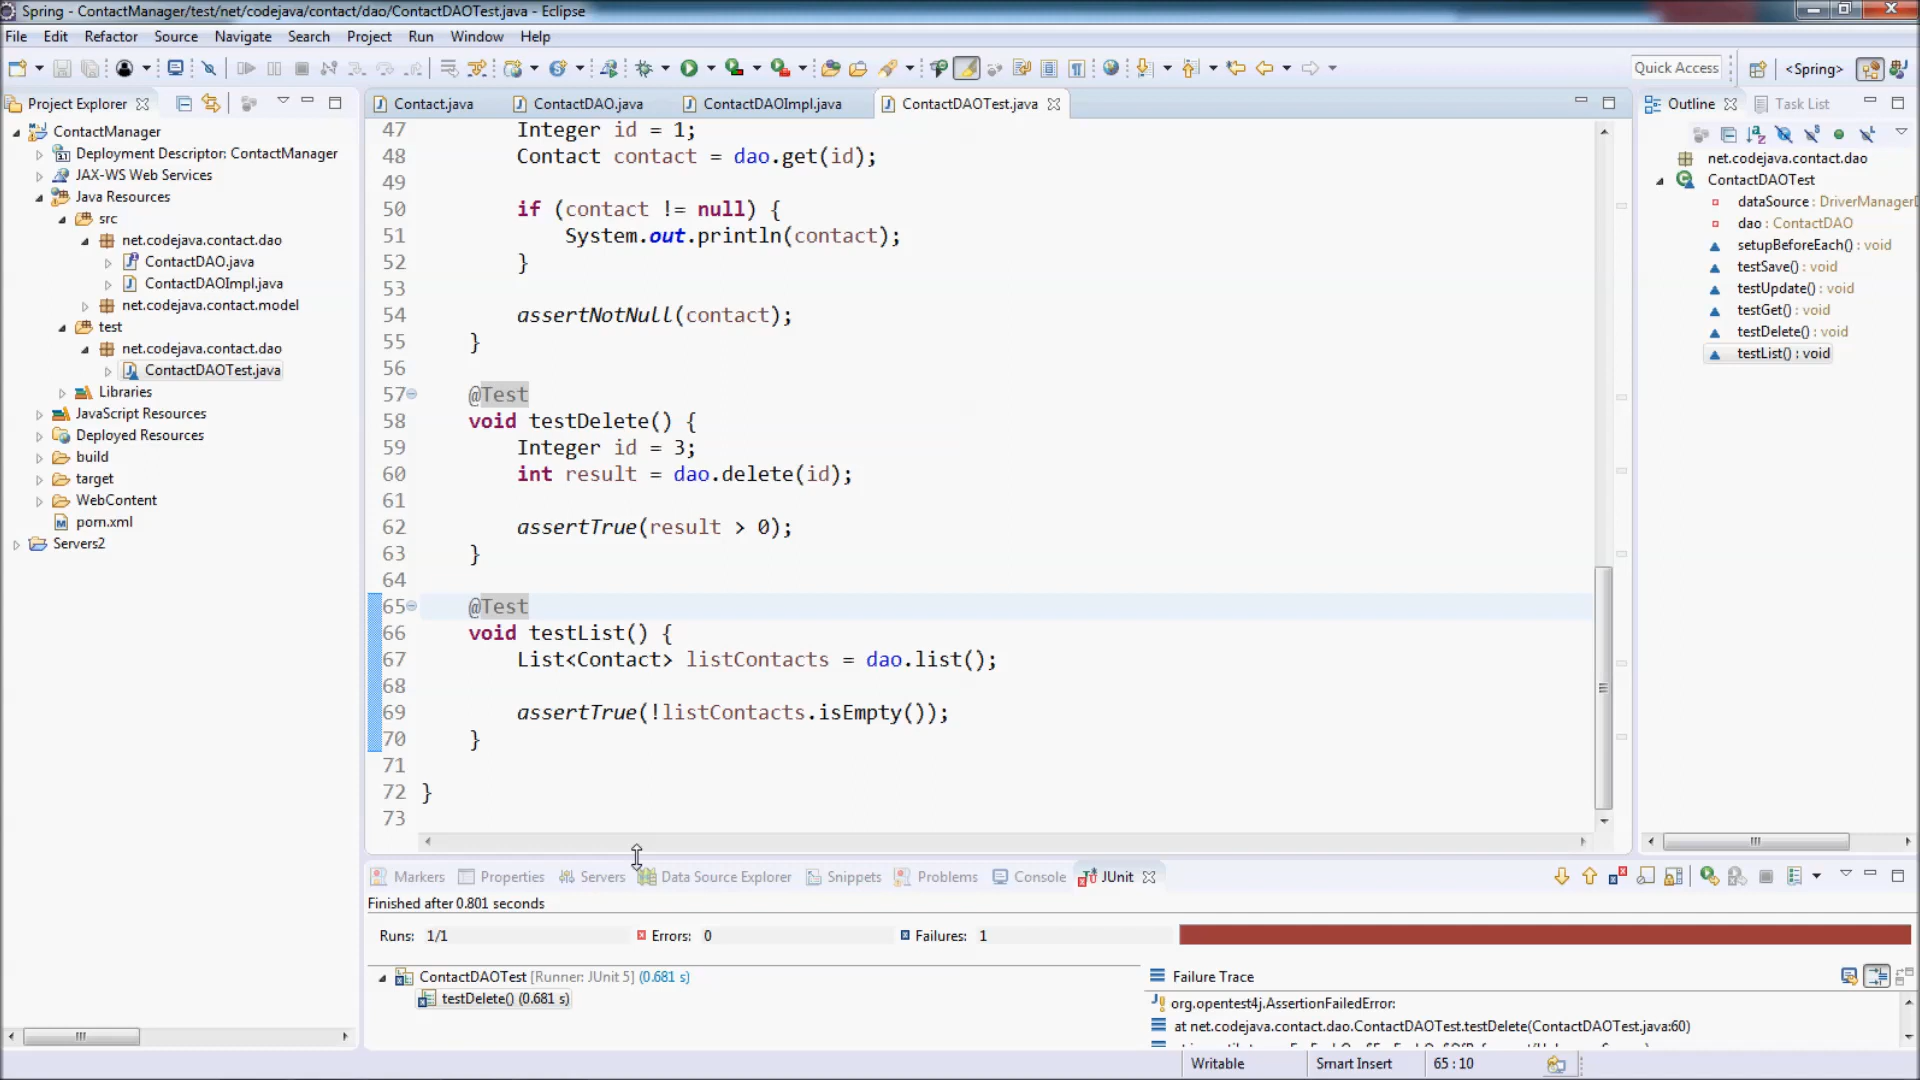 Spring - ContactManager/test/net/codejava/contact/dao/ContactDAOTest.java - Eclipse
File Edit Refactor Source Navigate Search Project Run Window Help
Quick Access
<Spring>
Project Explorer
ContactManager
Deployment Descriptor: ContactManager
JAX-WS Web Services
Java Resources
src
net.codejava.contact.dao
ContactDAO.java
ContactDAOImpl.java
net.codejava.contact.model
test
net.codejava.contact.dao
ContactDAOTest.java
Libraries
JavaScript Resources
Deployed Resources
build
target
WebContent
pom.xml
Servers2
Contact.java ContactDAO.java ContactDAOImpl.java ContactDAOTest.java
47 Integer id = 1;
48 Contact contact = dao.get(id);
49
50 if (contact != null) {
51 System.out.println(contact);
52 }
53
54 assertNotNull(contact);
55 }
56
57 @Test
58 void testDelete() {
59 Integer id = 3;
60 int result = dao.delete(id);
61
62 assertTrue(result > 0);
63 }
64
65 @Test
66 void testList() {
67 List<Contact> listContacts = dao.list();
68
69 assertTrue(!listContacts.isEmpty());
70 }
71
72 }
73
Outline Task List
net.codejava.contact.dao
ContactDAOTest
dataSource : DriverManagerD
dao : ContactDAO
setupBeforeEach() : void
testSave() : void
testUpdate() : void
testGet() : void
testDelete() : void
testList() : void
Markers Properties Servers Data Source Explorer Snippets Problems Console JUnit
Finished after 0.801 seconds
Runs: 1/1 Errors: 0 Failures: 1
ContactDAOTest [Runner: JUnit 5] (0.681 s)
testDelete() (0.681 s)
Failure Trace
org.opentest4j.AssertionFailedError:
at net.codejava.contact.dao.ContactDAOTest.testDelete(ContactDAOTest.java:60)
Writable Smart Insert 65 : 10